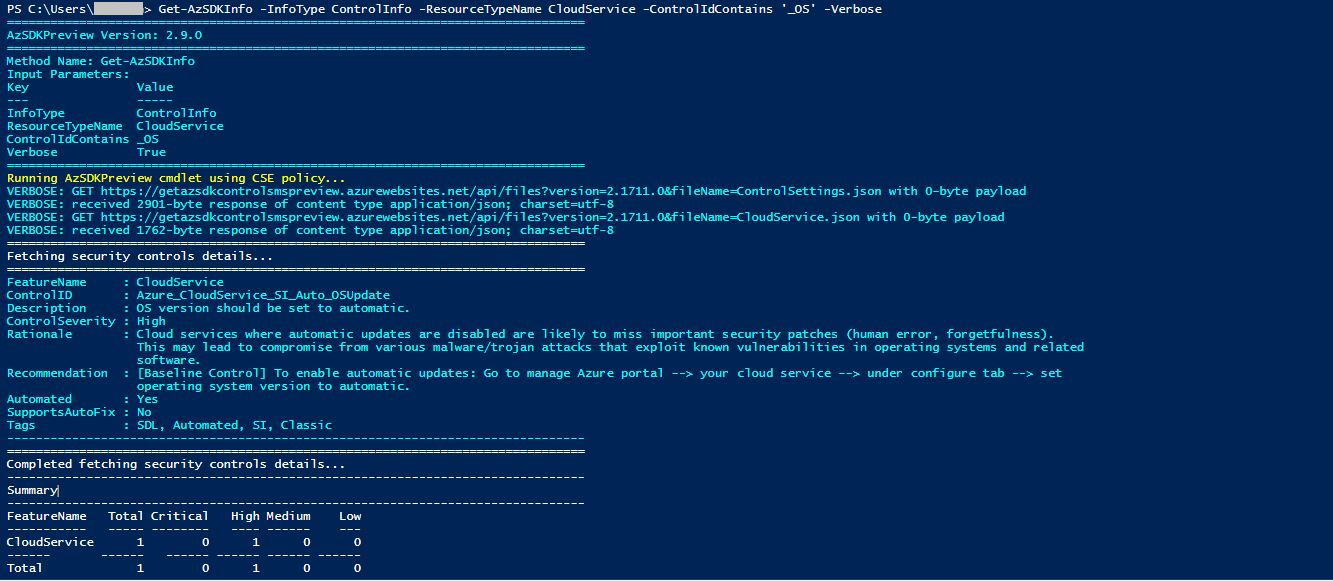 PS C:\Users\> Get-AzSDKInfo -InfoType ControlInfo -ResourceTypeName CloudService -ControlIdContains '_OS' -Verbose
================================================================================
AzSDKPreview Version: 2.9.0
================================================================================
Method Name: Get-AzSDKInfo
Input Parameters:
Key               Value
---               -----
InfoType          ControlInfo
ResourceTypeName  CloudService
ControlIdContains _OS
Verbose           True
================================================================================
Running AzSDKPreview cmdlet using CSE policy...
VERBOSE: GET https://getazsdkcontrolsmspreview.azurewebsites.net/api/files?version=2.1711.0&fileName=ControlSettings.json with 0-byte payload
VERBOSE: received 2901-byte response of content type application/json; charset=utf-8
VERBOSE: GET https://getazsdkcontrolsmspreview.azurewebsites.net/api/files?version=2.1711.0&fileName=CloudService.json with 0-byte payload
VERBOSE: received 1762-byte response of content type application/json; charset=utf-8
================================================================================
Fetching security controls details...
================================================================================
FeatureName     : CloudService
ControlID       : Azure_CloudService_SI_Auto_OSUpdate
Description     : OS version should be set to automatic.
ControlSeverity : High
Rationale       : Cloud services where automatic updates are disabled are likely to miss important security patches (human error, forgetfulness).
                  This may lead to compromise from various malware/trojan attacks that exploit known vulnerabilities in operating systems and related
                  software.
Recommendation  : [Baseline Control] To enable automatic updates: Go to manage Azure portal --> your cloud service --> under configure tab --> set
                  operating system version to automatic.
Automated       : Yes
SupportsAutoFix : No
Tags            : SDL, Automated, SI, Classic
--------------------------------------------------------------------------------
================================================================================
Completed fetching security controls details...
--------------------------------------------------------------------------------
Summary
--------------------------------------------------------------------------------
FeatureName   Total Critical   High Medium    Low
-----------   ----- --------   ---- ------    ---
CloudService      1        0      1      0      0
------       ------   ------ ------ ------ ------
Total             1        0      1      0      0